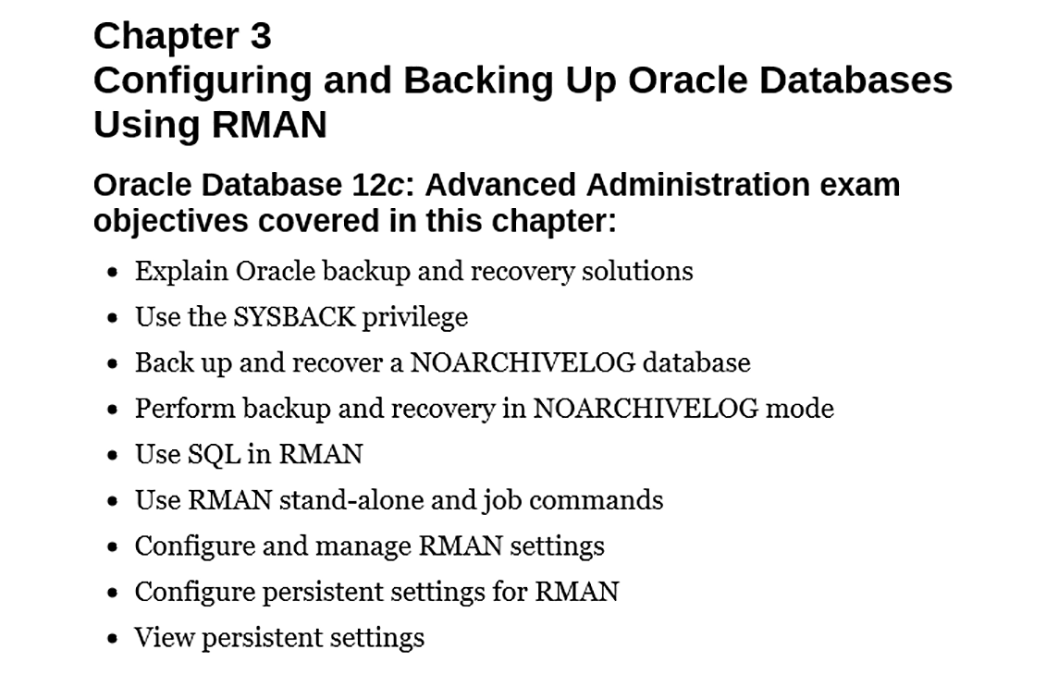 Chapter 3
Configuring and Backing Up Oracle Databases
Using RMAN
Oracle Database 12c: Advanced Administration exam
objectives covered in this chapter:
• Explain Oracle backup and recovery solutions
• Use the SYSBACK privilege
• Back up and recover a NOARCHIVELOG database
• Perform backup and recovery in NOARCHIVELOG mode
• Use SQL in RMAN
• Use RMAN stand-alone and job commands
• Configure and manage RMAN settings
• Configure persistent settings for RMAN
• View persistent settings